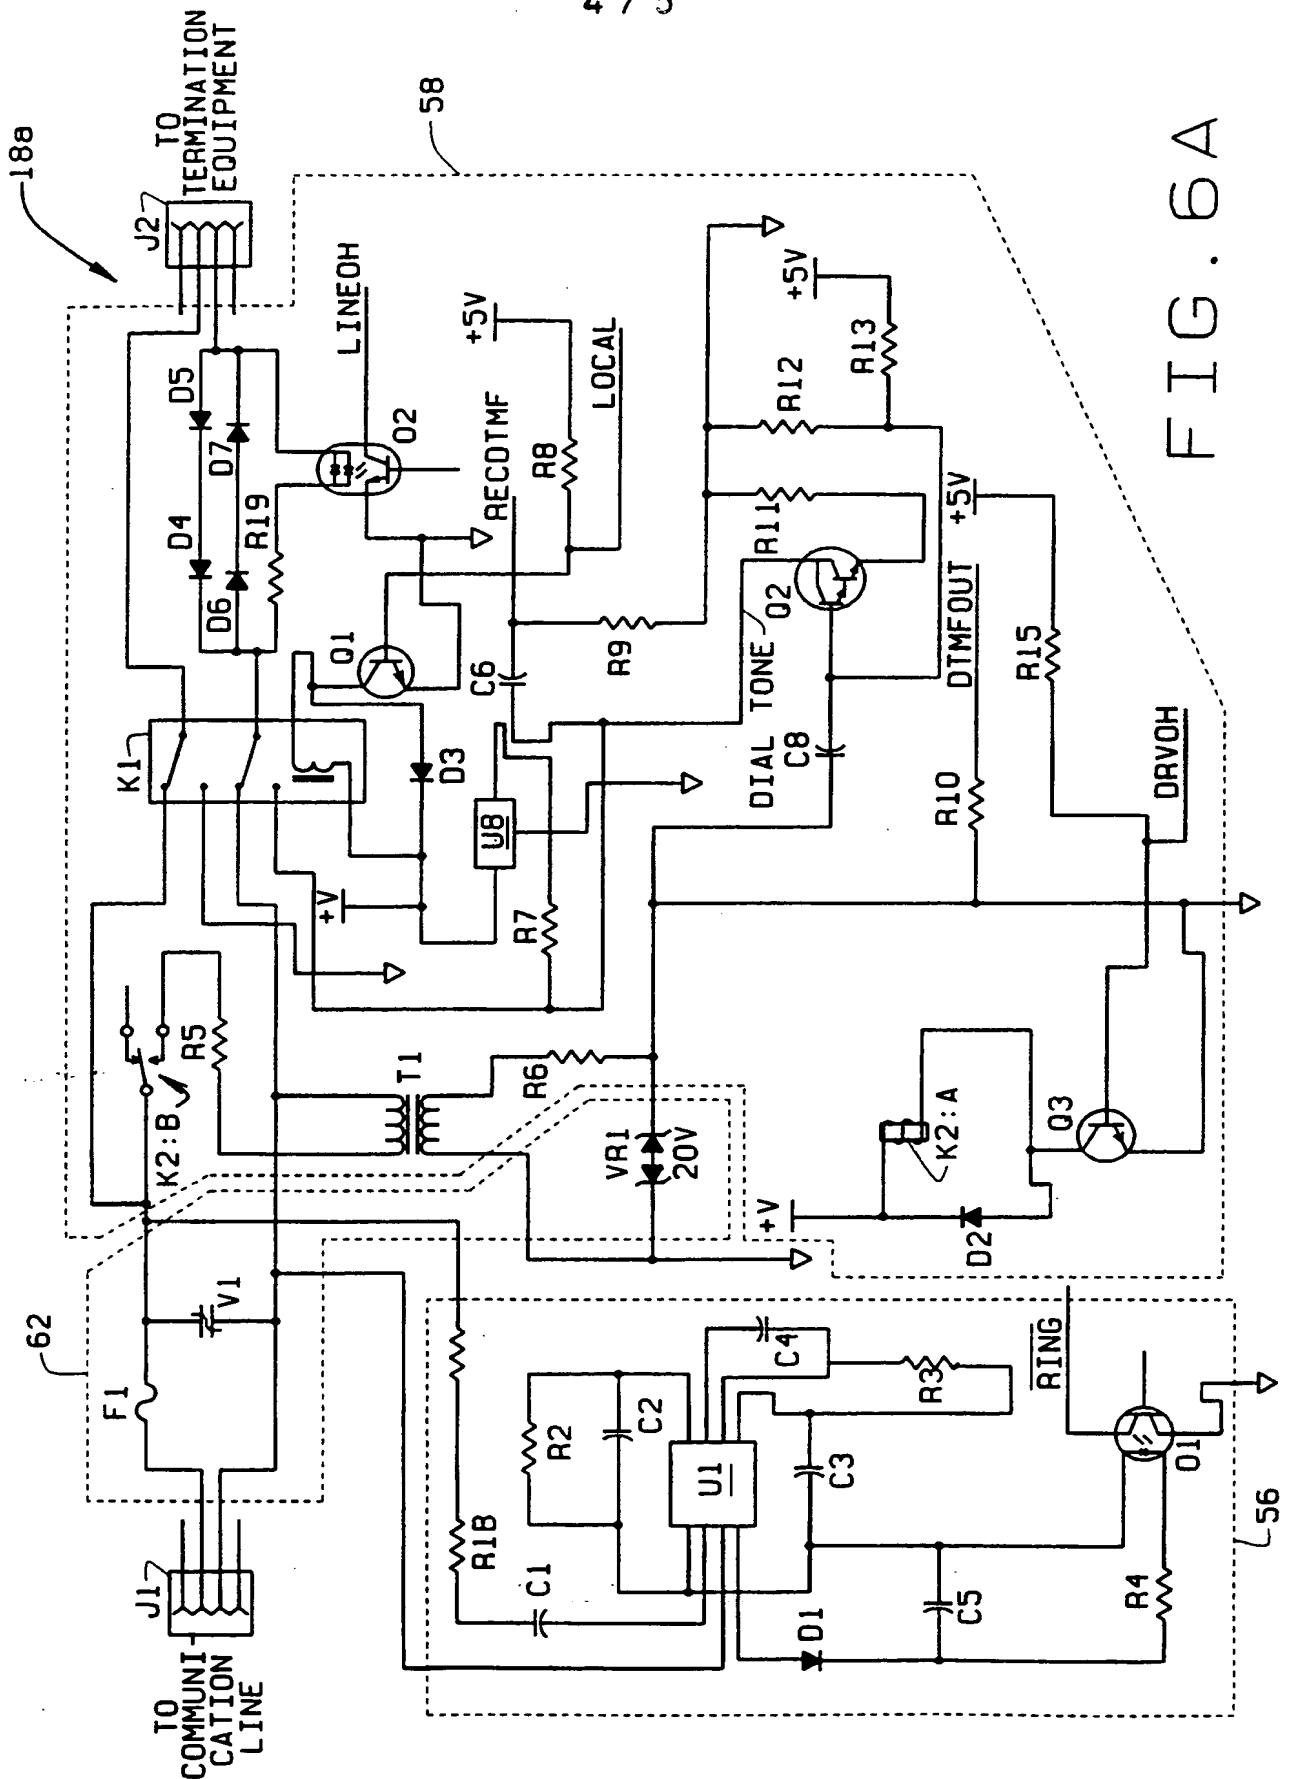 4 / 5
18a
TO
TERMINATION
EQUIPMENT
J2
58
62
F1
V1
J1
TO
COMMUNI-
CATION
LINE
K2:B
R5
K1
D4
D5
D6
D7
R19
LINEOH
O2
+5V
RECDTMF
R8
LOCAL
Q1
C6
R9
D3
U8
+V
R7
T1
R6
VR1
20V
DIAL TONE
C8
Q2
R11
R12
R13
+5V
+5V
DTMFOUT
R10
R15
DRVOH
Q3
K2:A
+V
D2
R1B
C1
R2
C2
U1
C4
R3
C3
D1
C5
R4
O1
RING
56
FIG. 6A